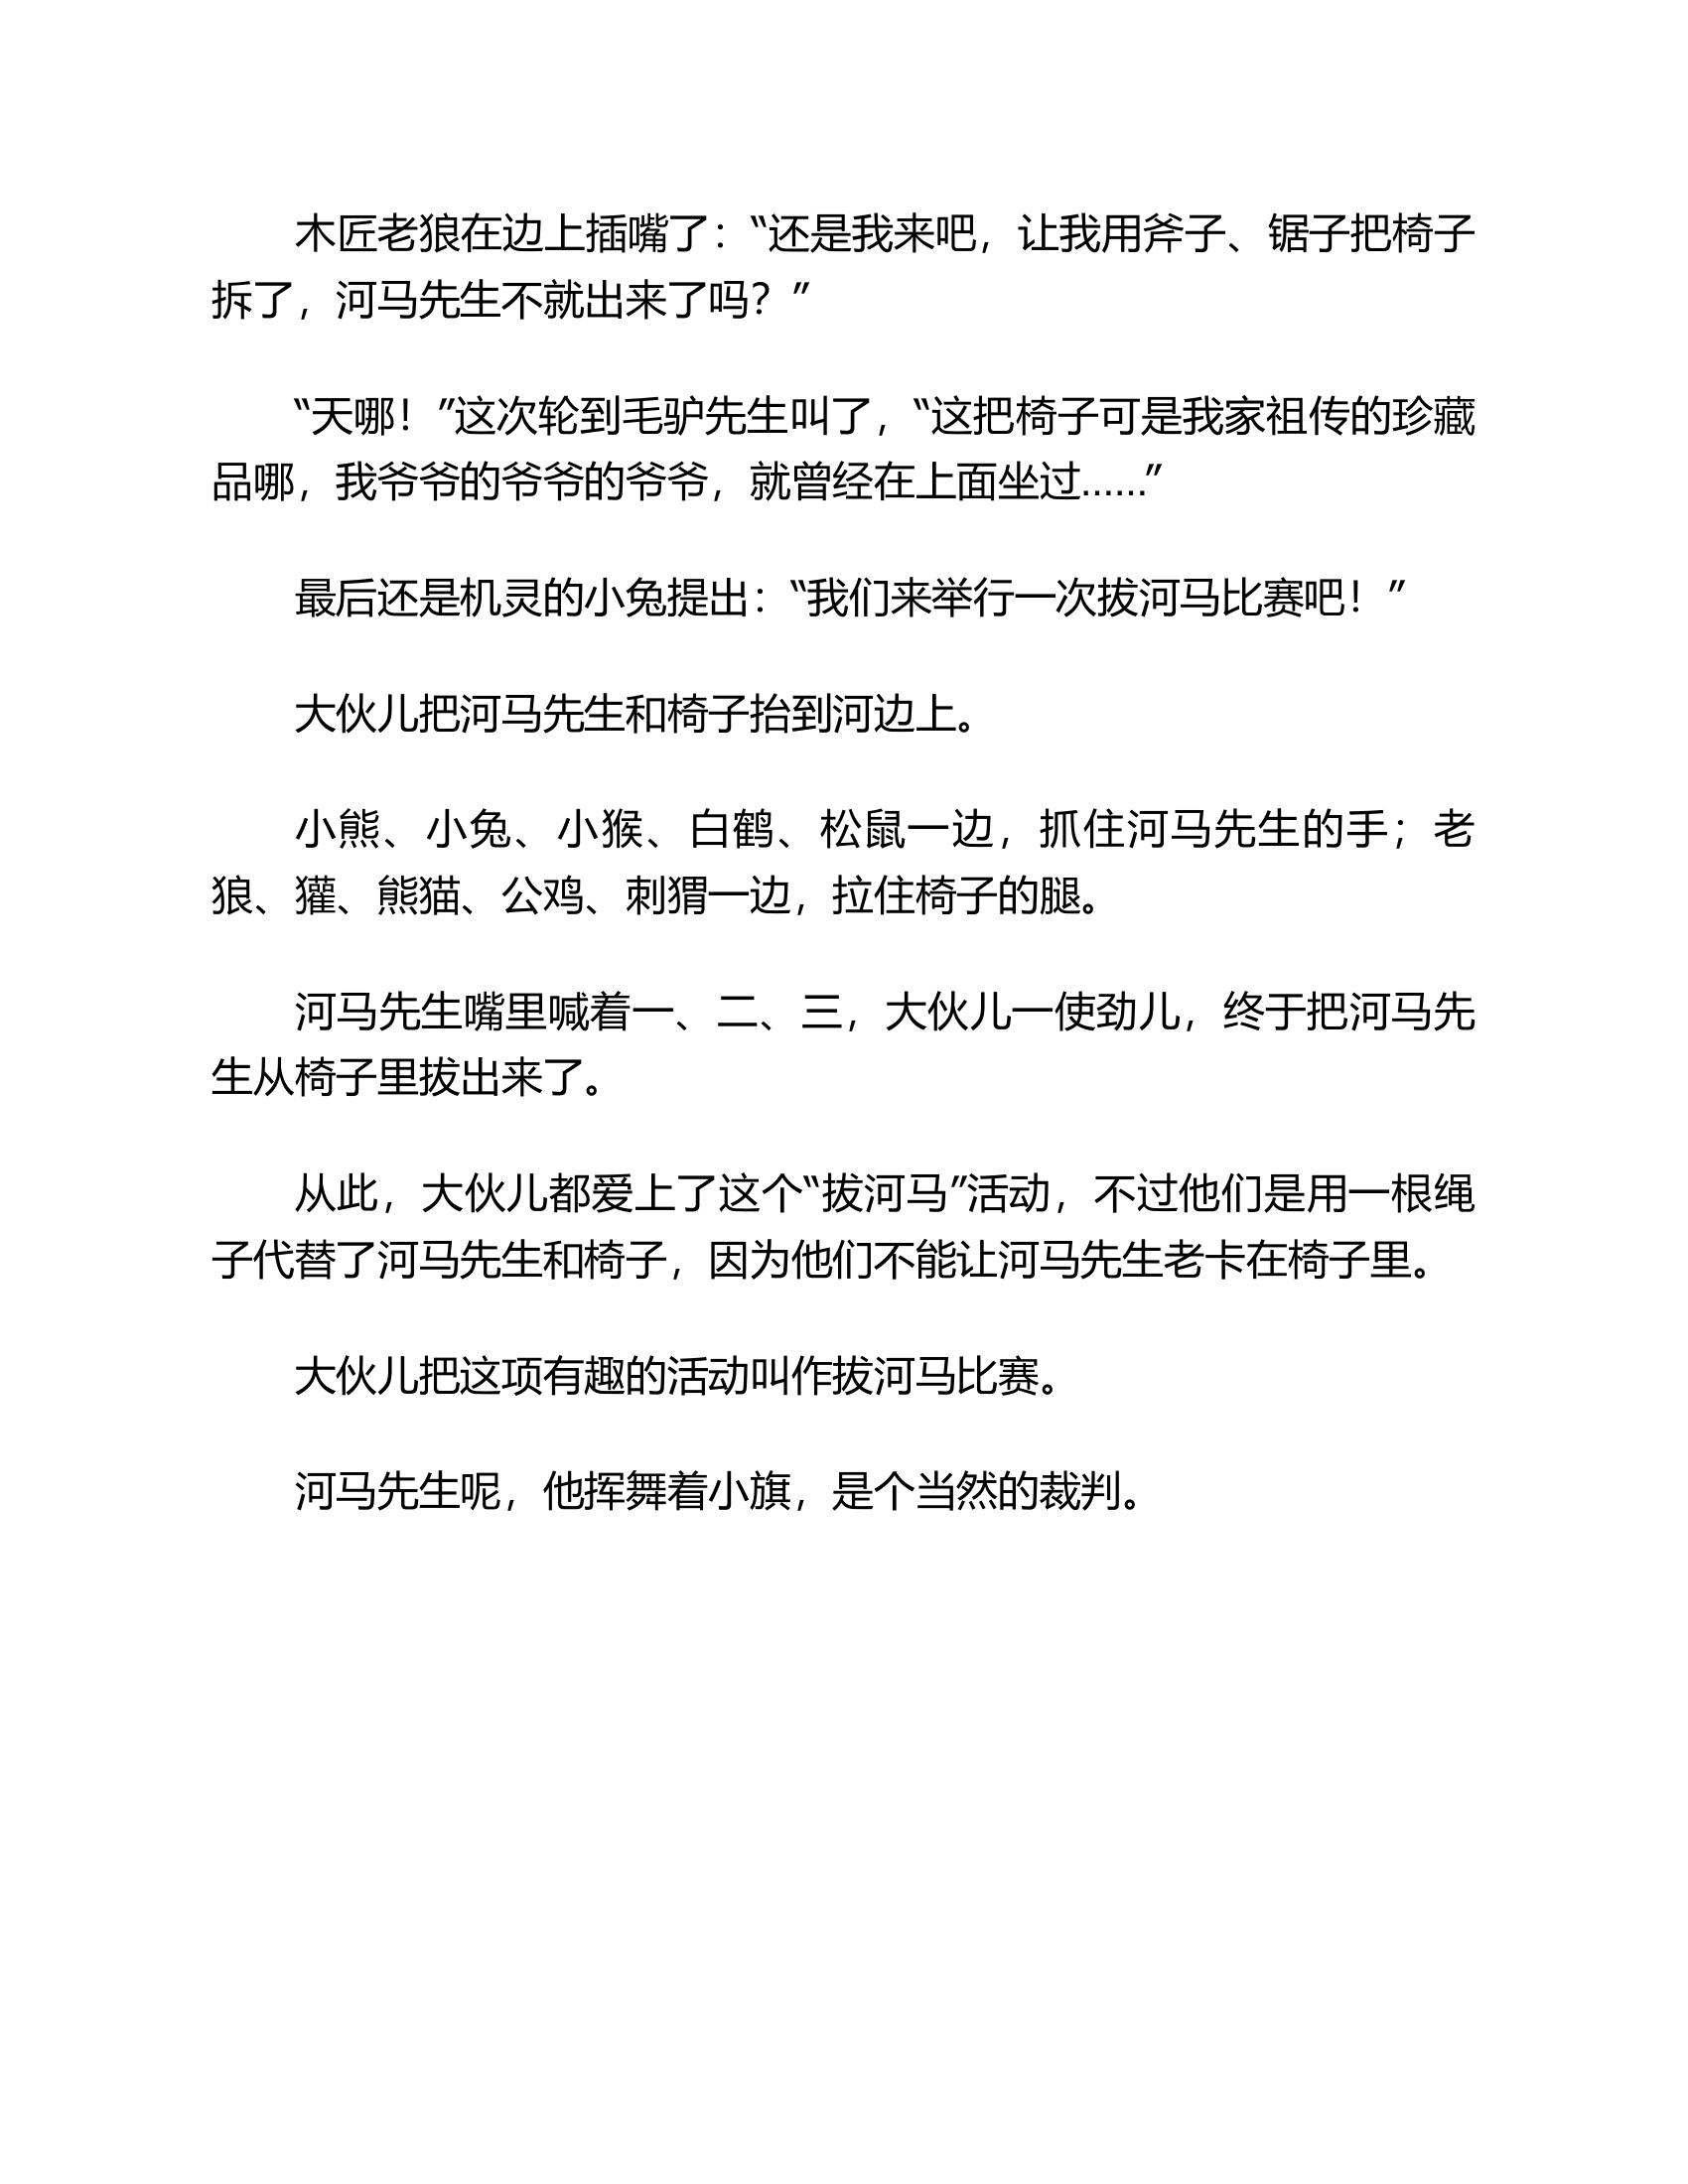 木匠老狼在边上插嘴了：“还是我来吧，让我用斧子、锯子把椅子
拆了，河马先生不就出来了吗？”
“天哪！”这次轮到毛驴先生叫了，“这把椅子可是我家祖传的珍藏
品哪，我爷爷的爷爷的爷爷，就曾经在上面坐过……”
最后还是机灵的小兔提出：“我们来举行一次拔河马比赛吧！”
大伙儿把河马先生和椅子抬到河边上。
小熊、小兔、小猴、白鹤、松鼠一边，抓住河马先生的手；老
狼、獾、熊猫、公鸡、刺猬一边，拉住椅子的腿。
河马先生嘴里喊着一、二、三，大伙儿一使劲儿，终于把河马先
生从椅子里拔出来了。
从此，大伙儿都爱上了这个“拔河马”活动，不过他们是用一根绳
子代替了河马先生和椅子，因为他们不能让河马先生老卡在椅子里。
大伙儿把这项有趣的活动叫作拔河马比赛。
河马先生呢，他挥舞着小旗，是个当然的裁判。